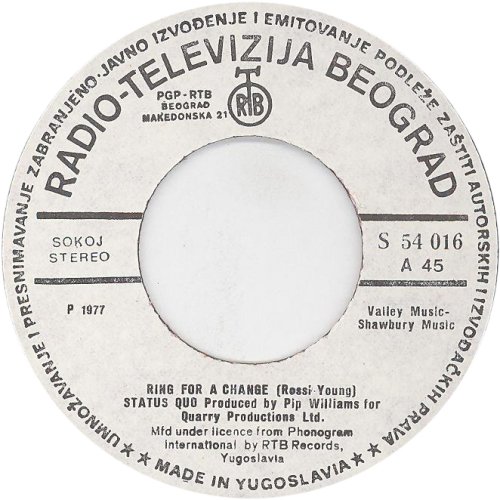 UMNOŽAVANJE I PRESNIMAVANJE ZABRANJENO·JAVNO IZVOĐENJE I EMITOVANJE PODLEŽE ZAŠTITI AUTORSKIH I IZVOĐAČKIH PRAVA
RADIO-TELEVIZIJA BEOGRAD
PGP-RTB
BEOGRAD
MAKEDONSKA 21
RTB
SOKOJ
STEREO
S 54 016
A 45
P 1977
Valley Music-
Shawbury Music
RING FOR A CHANGE (Rossi-Young)
STATUS QUO Produced by Pip Williams for
Quarry Productions Ltd.
Mfd under licence from Phonogram
international by RTB Records,
Yugoslavia
★ MADE IN YUGOSLAVIA ★